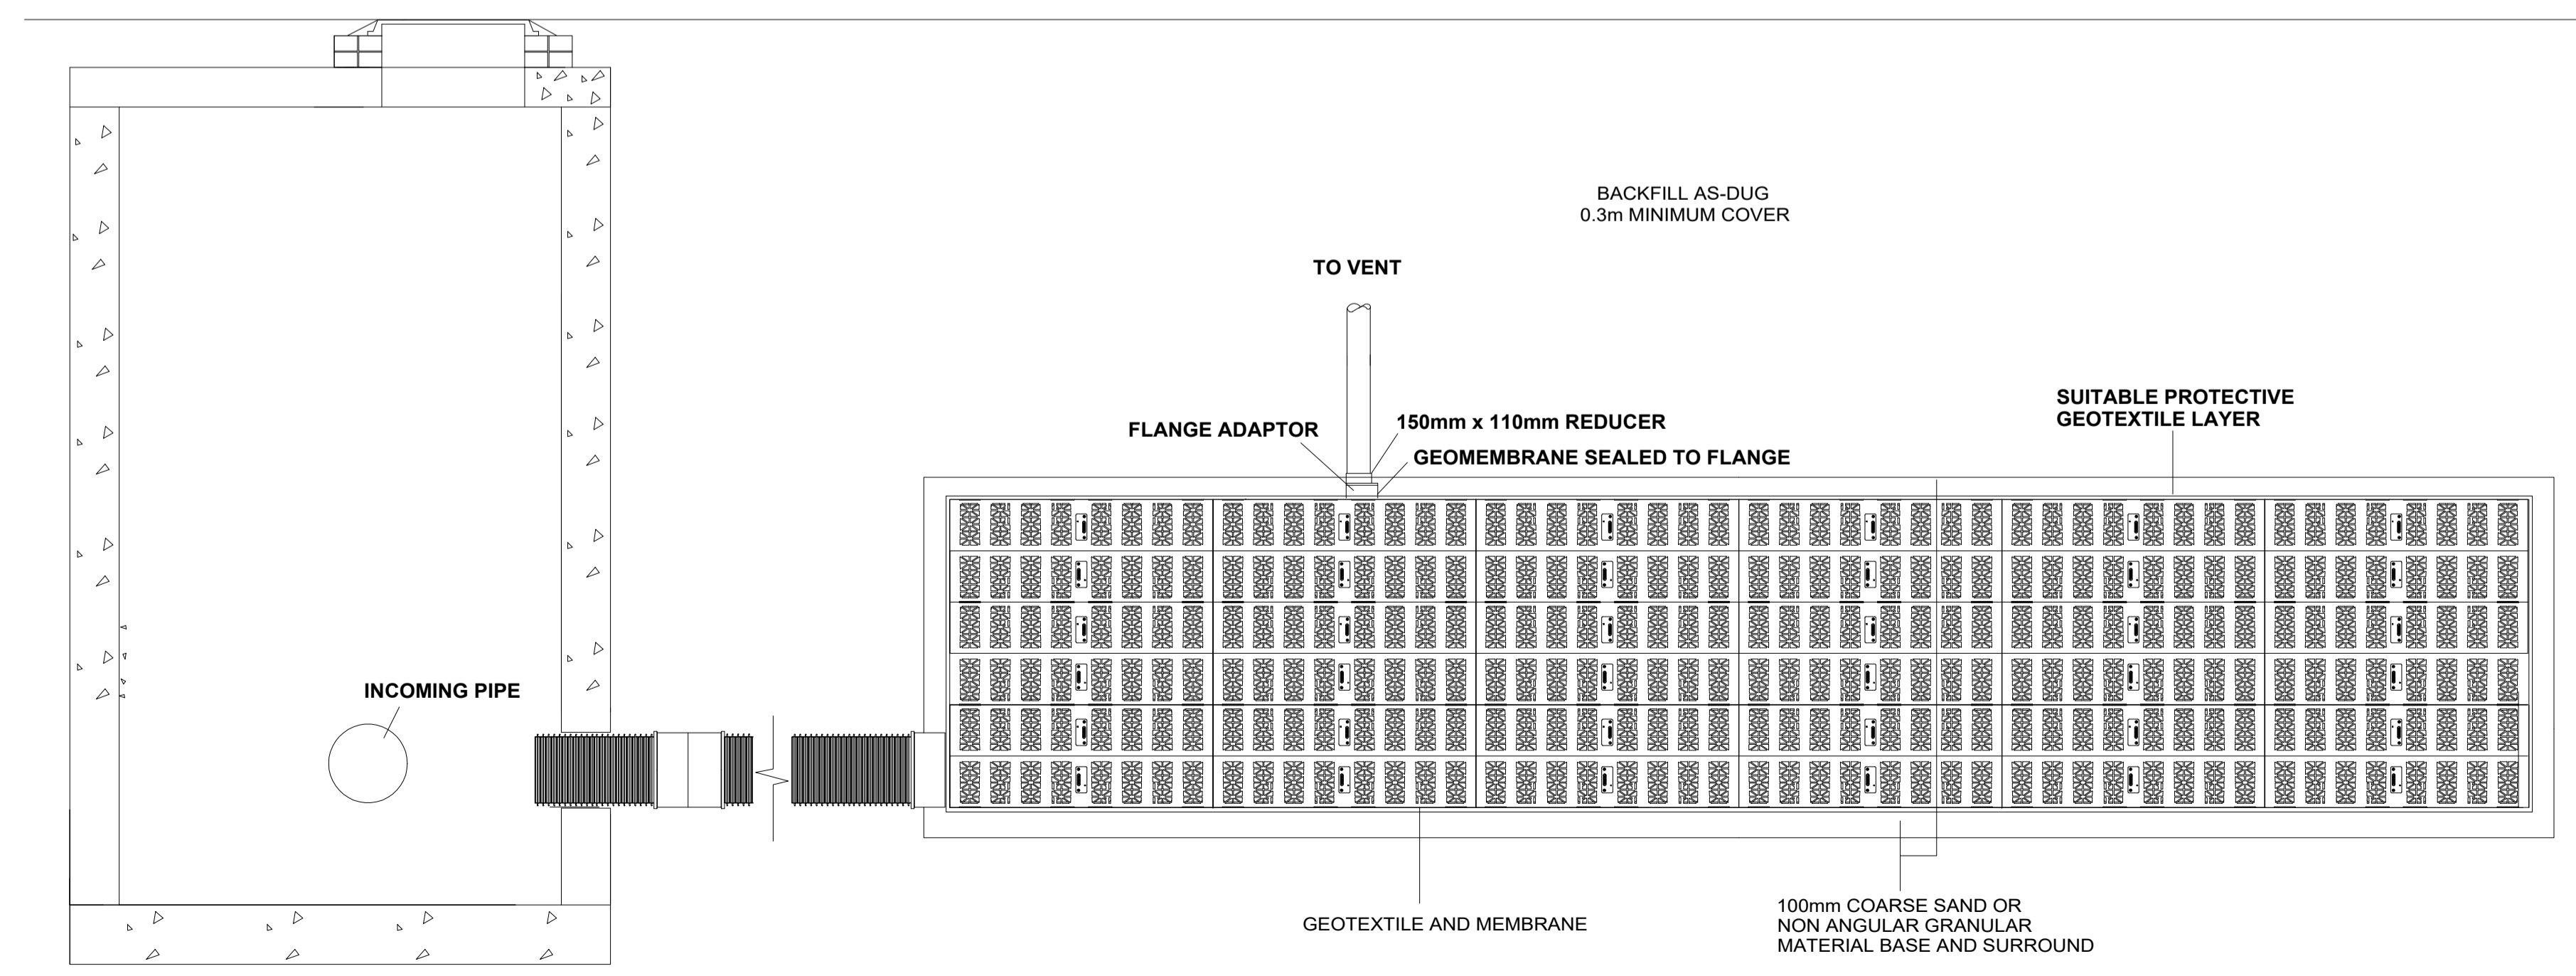 BACKFILL AS-DUG
0.3m MINIMUM COVER
TO VENT
SUITABLE PROTECTIVE
GEOTEXTILE LAYER
FLANGE ADAPTOR
150mm x 110mm REDUCER
GEOMEMBRANE SEALED TO FLANGE
INCOMING PIPE
GEOTEXTILE AND MEMBRANE
100mm COARSE SAND OR
NON ANGULAR GRANULAR
MATERIAL BASE AND SURROUND